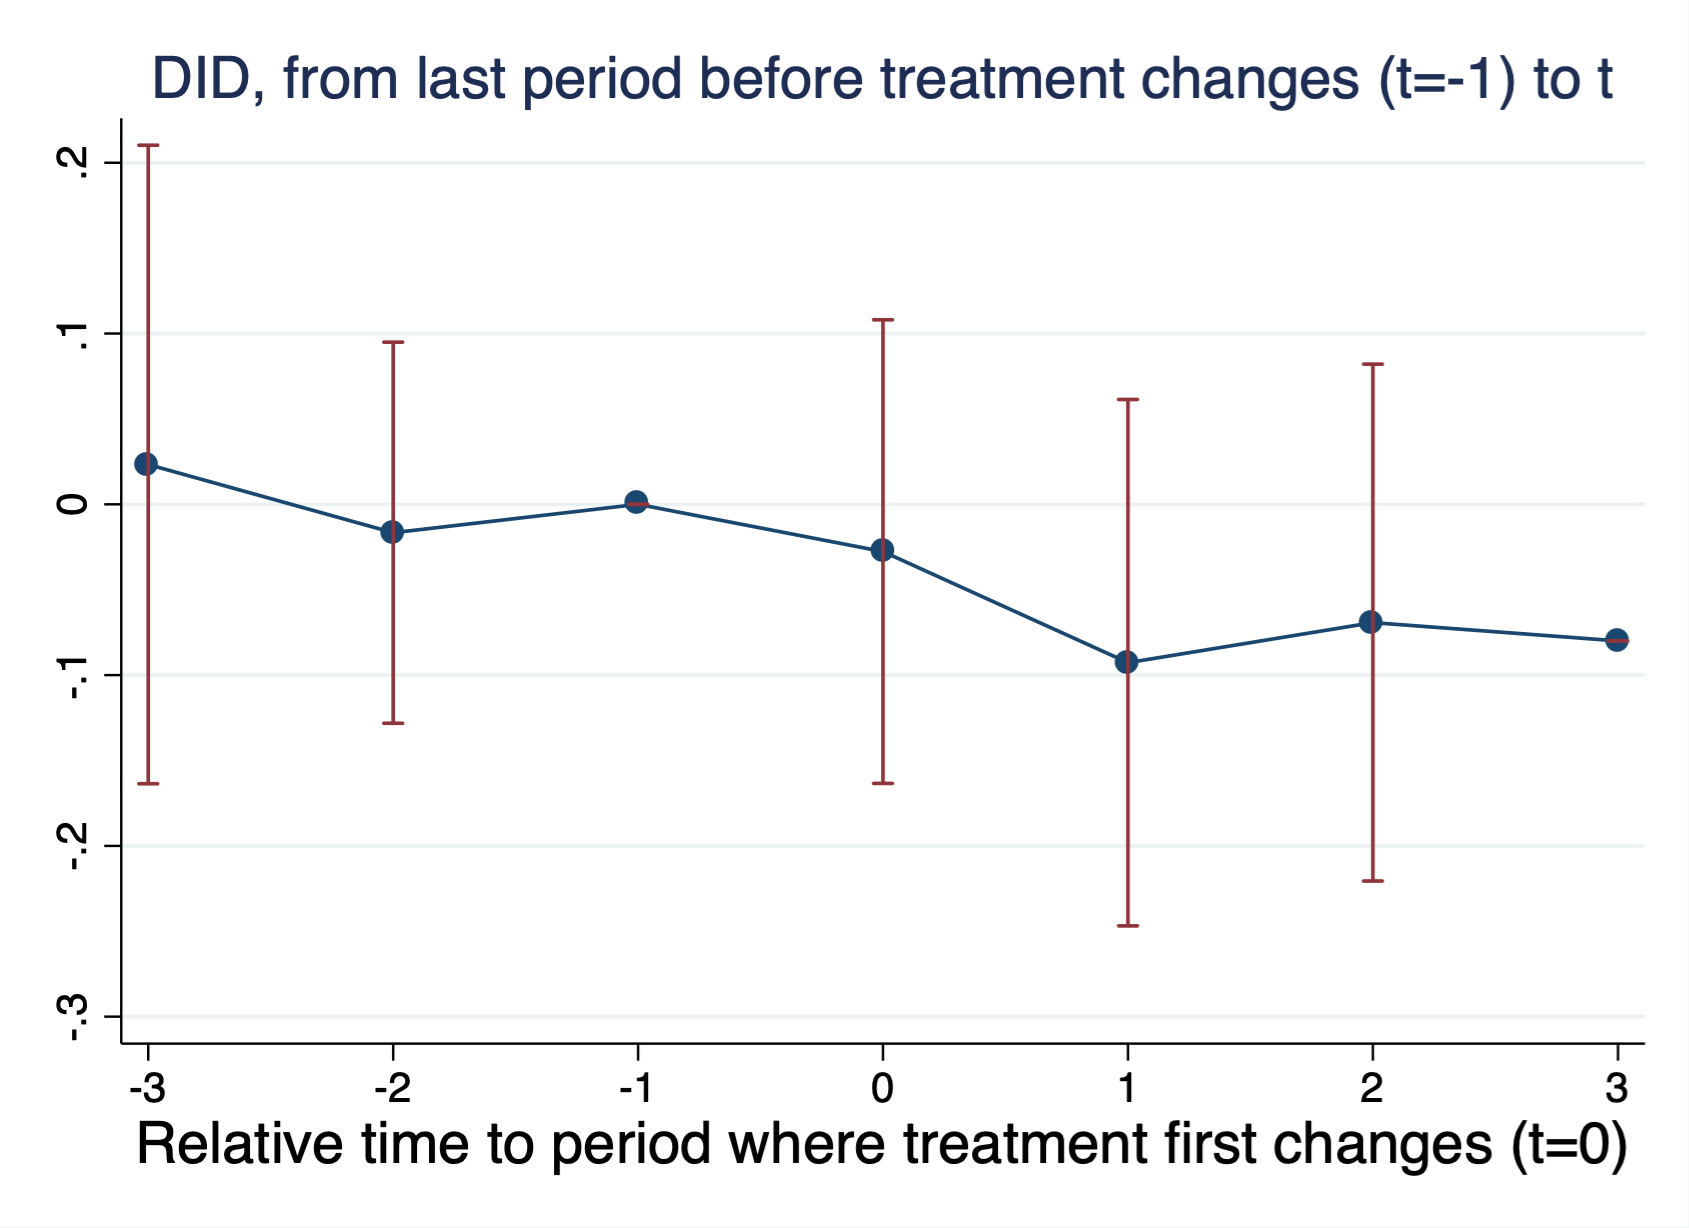 DID, from last period before treatment changes (t=-1) to t
.2
.1
0
-.1
-.2
-.3
-3 -2 -1 0 1 2 3
Relative time to period where treatment first changes (t=0)